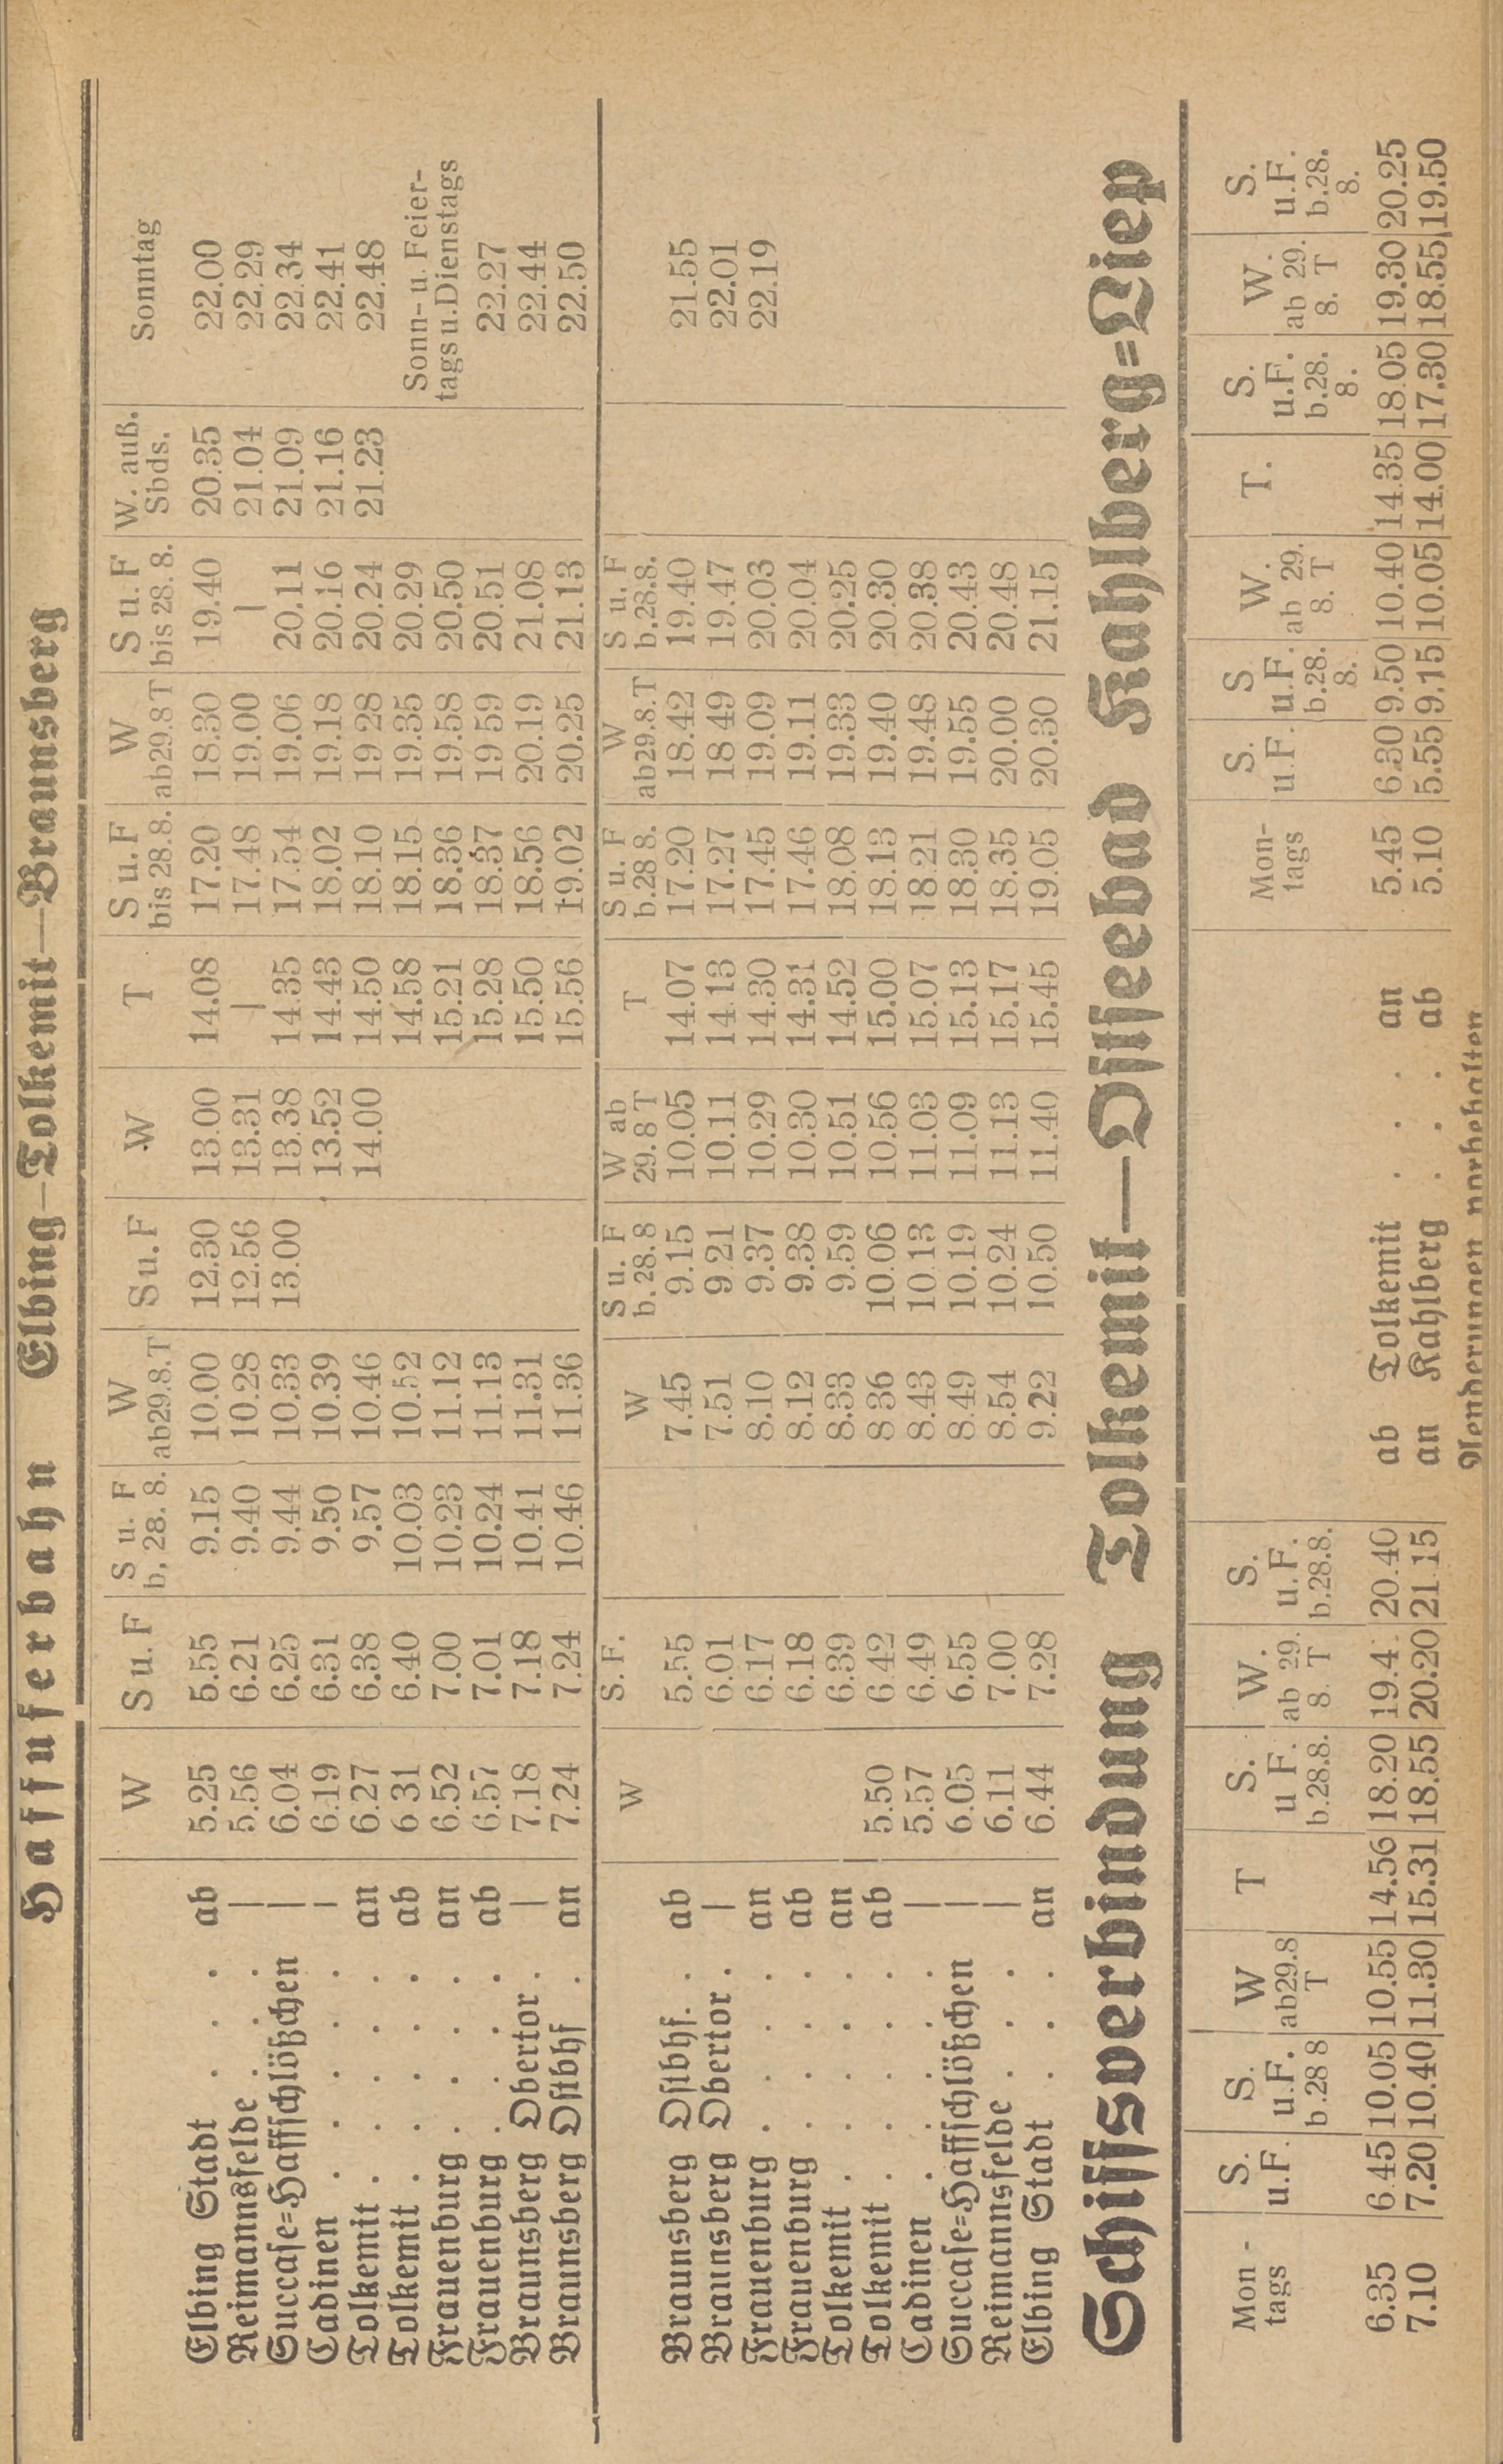 Haffuferbahn Elbing—Tolkemit—Braunsberg
W S u. F S u. F W S u. F W T S u. F W S u. F W. auß. Sonntag
b. 28. 8. ab29.8.T bis 28.8. ab29.8T bis 28. 8. Sbds.
Elbing Stadt . . . ab 5.25 5.55 9.15 10.00 12.30 13.00 14.08 17.20 18.30 19.40 20.35 22.00
Reimannsfelde . . | 5.56 6.21 9.40 10.28 12.56 13.31 | 17.48 19.00 | 21.04 22.29
Succase=Haffschlößchen | 6.04 6.25 9.44 10.33 13.00 13.38 14.35 17.54 19.06 20.11 21.09 22.34
Cadinen . . . . | 6.19 6.31 9.50 10.39 13.52 14.43 18.02 19.18 20.16 21.16 22.41
Tolkemit . . . . an 6.27 6.38 9.57 10.46 14.00 14.50 18.10 19 28 20.24 21.23 22.48
Tolkemit . . . . ab 6 31 6.40 10.03 10.52 14.58 18.15 19.35 20.29 Sonn- u. Feier-
tags u. Dienstags
Frauenburg . . . an 6.52 7.00 10.23 11.12 15.21 18.36 19.58 20.50
Frauenburg . . . ab 6.57 7.01 10.24 11.13 15.28 18.37 19 59 20.51 22.27
Braunsberg Obertor . | 7.18 7.18 10.41 11.31 15.50 18.56 20.19 21.08 22.44
Braunsberg Ostbhf . an 7.24 7.24 10.46 11.36 15.56 19.02 20.25 21.13 22.50
W S. F. W S u. F W ab T S u. F W S u. F
b. 28. 8 29. 8 T b.28 8. ab29.8.T b.28.8.
Braunsberg Ostbhf. . ab 5.55 7.45 9.15 10.05 14.07 17.20 18.42 19.40 21.55
Braunsberg Obertor . | 6.01 7.51 9.21 10.11 14 13 17.27 18 49 19.47 22.01
Frauenburg . . . an 6.17 8.10 9.37 10.29 14.30 17.45 19.09 20.03 22.19
Frauenburg . . . ab 6.18 8.12 9.38 10.30 14.31 17.46 19.11 20.04
Tolkemit . . . . an 6.39 8.33 9.59 10.51 14.52 18.08 19.33 20.25
Tolkemit . . . . ab 5.50 6.42 8 36 10.06 10.56 15.00 18.13 19.40 20.30
Cadinen . . . . | 5.57 6.49 8.43 10 13 11.03 15.07 18.21 19.48 20.38
Succase=Haffschlößchen | 6.05 6.55 8.49 10.19 11.09 15.13 18.30 19.55 20.43
Reimannsfelde . . . | 6.11 7.00 8.54 10.24 11.13 15.17 18.35 20.00 20.48
Elbing Stadt . . . an 6.44 7.28 9.22 10.50 11.40 15.45 19.05 20.30 21.15
Schiffsverbindung Tolkemit—Ostseebad Kahlberg=Liep
Mon- S. S. W T S. W. S. Mon- S. S W. T. S. W. S.
tags u.F. u.F. ab29.8 u F. ab 29. u.F. tags u.F. u.F. ab 29. u.F. ab 29. u.F.
b.28 8 T b.28.8. 8. T b.28.8. b.28. 8. 8. T b.28. 8. 8. T b.28. 8.
6.35 6.45 10.05 10.55 14.56 18.20 19.4 20.40 ab Tolkemit . . . an 5.45 6.30 9.50 10.40 14.35 18.05 19.30 20.25
7.10 7.20 10.40 11.30 15.31 18.55 20.20 21 15 an Kahlberg . . . ab 5.10 5.55 9.15 10.05 14.00 17.30 18.55 19.50
Aenderungen vorbehalten